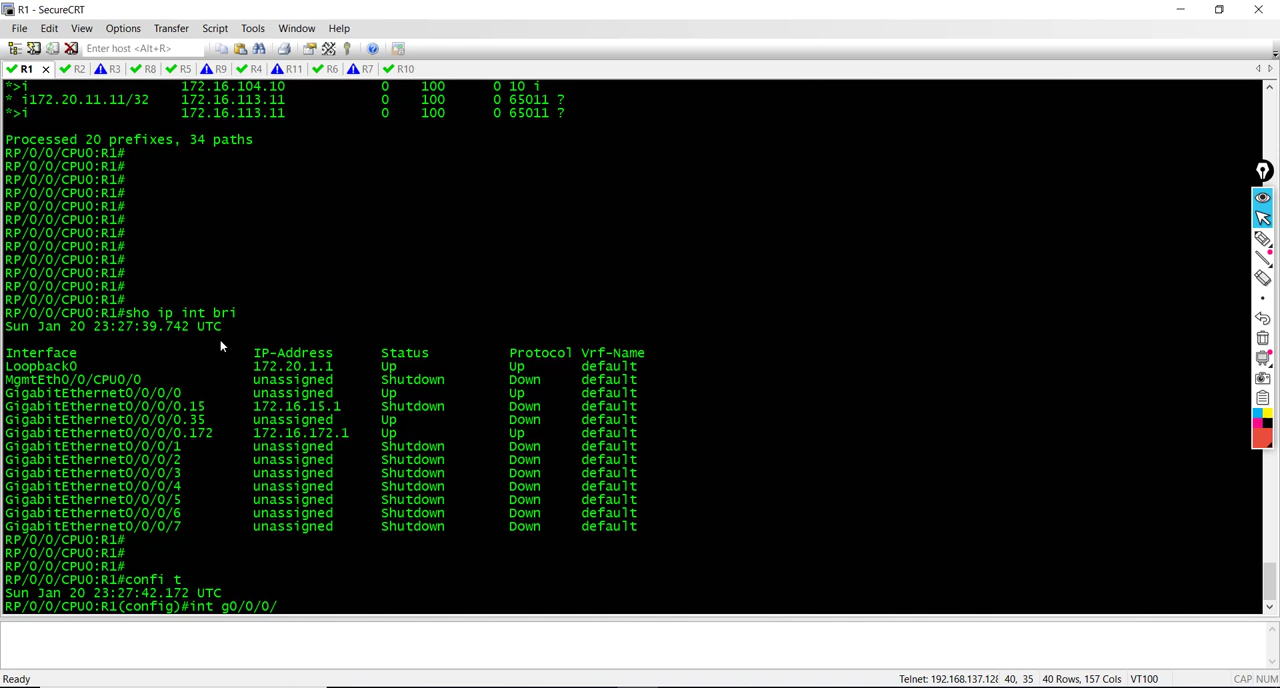 R1 - SecureCRT
File Edit View Options Transfer Script Tools Window Help
Enter host <Alt+R>
R1 R2 R3 R8 R5 R9 R4 R11 R6 R7 R10
*>i 172.16.104.10 0 100 0 10 i
* i172.20.11.11/32 172.16.113.11 0 100 0 65011 ?
*>i 172.16.113.11 0 100 0 65011 ?
Processed 20 prefixes, 34 paths
RP/0/0/CPU0:R1#
RP/0/0/CPU0:R1#
RP/0/0/CPU0:R1#
RP/0/0/CPU0:R1#
RP/0/0/CPU0:R1#
RP/0/0/CPU0:R1#
RP/0/0/CPU0:R1#
RP/0/0/CPU0:R1#
RP/0/0/CPU0:R1#
RP/0/0/CPU0:R1#
RP/0/0/CPU0:R1#
RP/0/0/CPU0:R1#
RP/0/0/CPU0:R1#sho ip int bri
Sun Jan 20 23:27:39.742 UTC
Interface IP-Address Status Protocol Vrf-Name
Loopback0 172.20.1.1 Up Up default
MgmtEth0/0/CPU0/0 unassigned Shutdown Down default
GigabitEthernet0/0/0/0 unassigned Up Up default
GigabitEthernet0/0/0/0.15 172.16.15.1 Shutdown Down default
GigabitEthernet0/0/0/0.35 unassigned Up Down default
GigabitEthernet0/0/0/0.172 172.16.172.1 Up Up default
GigabitEthernet0/0/0/1 unassigned Shutdown Down default
GigabitEthernet0/0/0/2 unassigned Shutdown Down default
GigabitEthernet0/0/0/3 unassigned Shutdown Down default
GigabitEthernet0/0/0/4 unassigned Shutdown Down default
GigabitEthernet0/0/0/5 unassigned Shutdown Down default
GigabitEthernet0/0/0/6 unassigned Shutdown Down default
GigabitEthernet0/0/0/7 unassigned Shutdown Down default
RP/0/0/CPU0:R1#
RP/0/0/CPU0:R1#
RP/0/0/CPU0:R1#
RP/0/0/CPU0:R1#confi t
Sun Jan 20 23:27:42.172 UTC
RP/0/0/CPU0:R1(config)#int g0/0/0/
Ready Telnet: 192.168.137.128 40, 35 40 Rows, 157 Cols VT100 CAP NUM